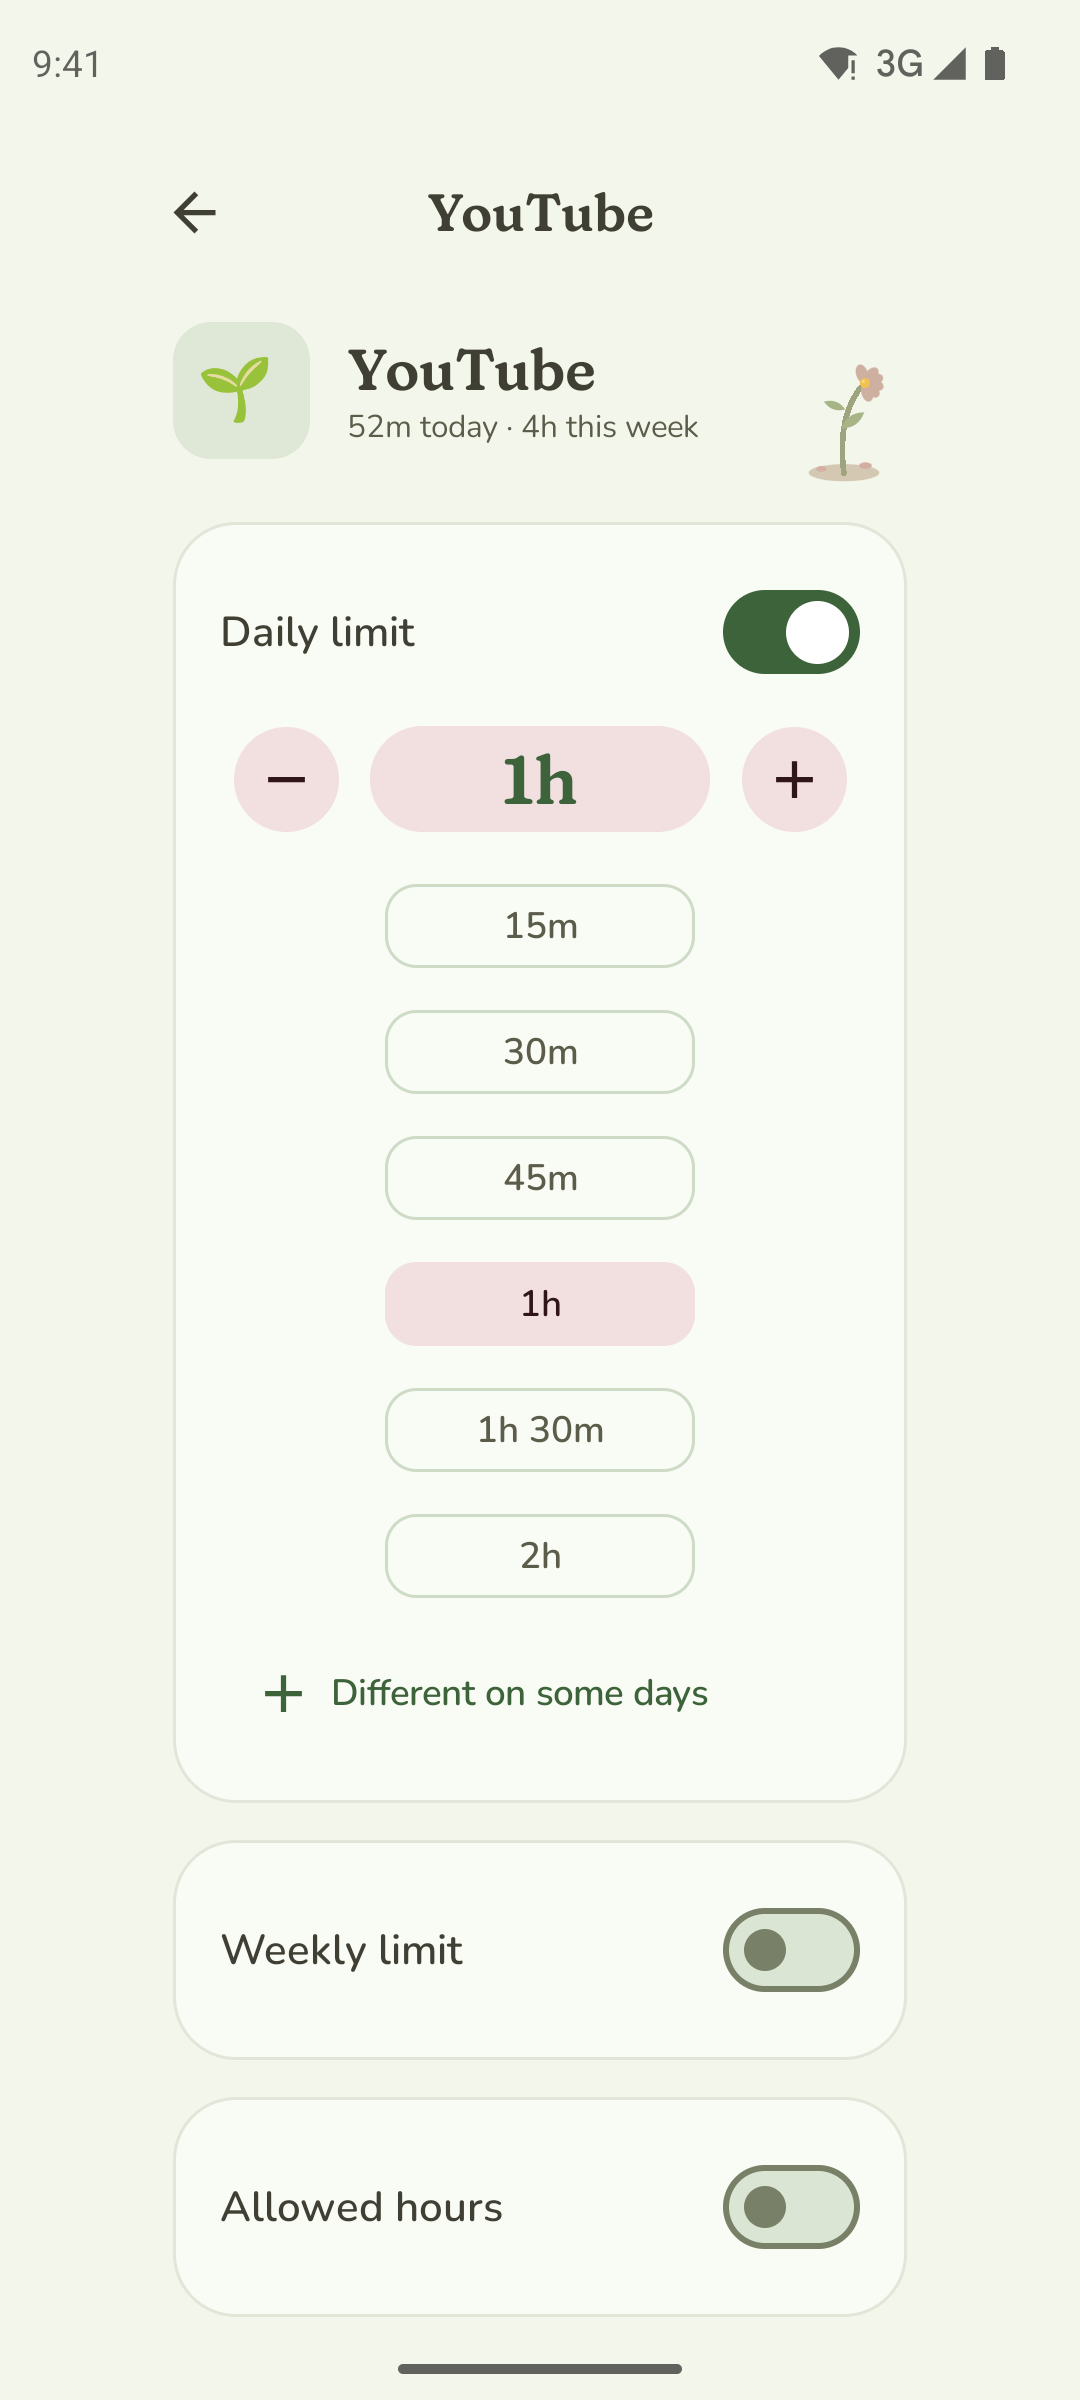 9:41
3G
YouTube
YouTube
52m today · 4h this week
Daily limit
1h
15m
30m
45m
1h
1h 30m
2h
Different on some days
Weekly limit
Allowed hours